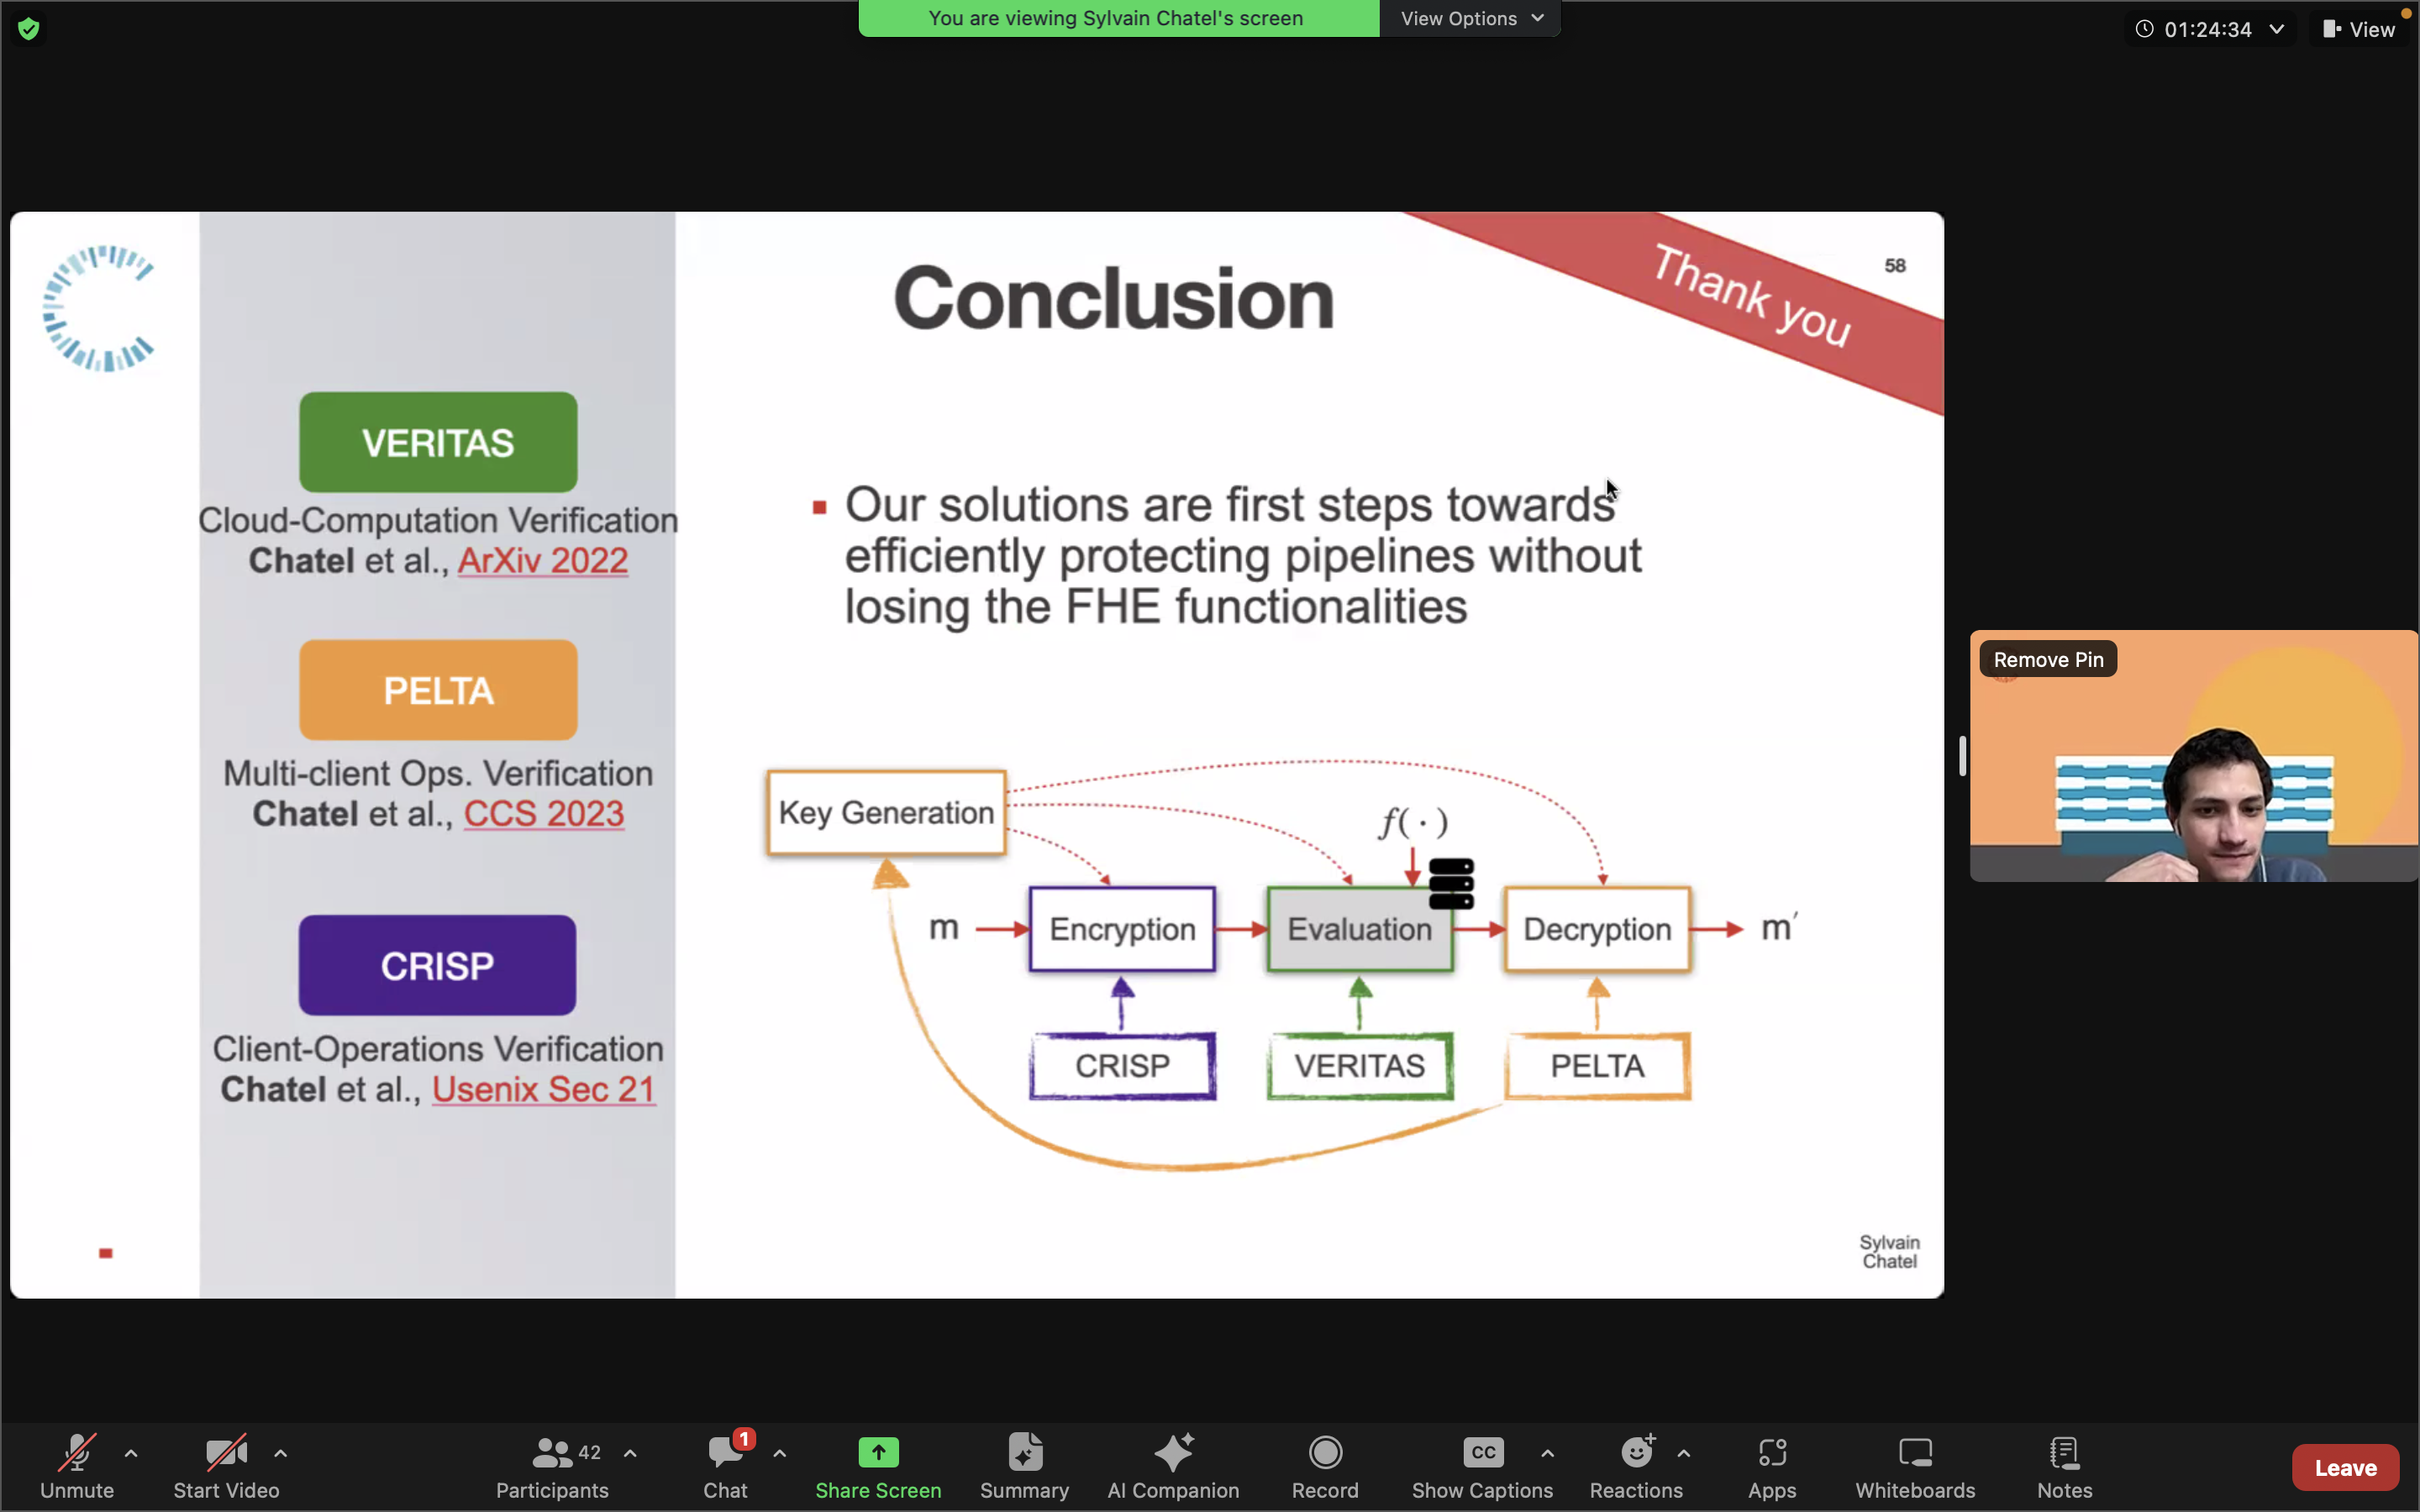 You are viewing Sylvain Chatel's screen
View Options
01:24:34
View
Conclusion
Thank you
58
VERITAS
Cloud-Computation Verification
Chatel et al., ArXiv 2022
PELTA
Multi-client Ops. Verification
Chatel et al., CCS 2023
CRISP
Client-Operations Verification
Chatel et al., Usenix Sec 21
Our solutions are first steps towards
efficiently protecting pipelines without
losing the FHE functionalities
Key Generation
f(·)
m
Encryption
Evaluation
Decryption
m′
CRISP
VERITAS
PELTA
Sylvain
Chatel
Remove Pin
Unmute
Start Video
42
Participants
1
Chat
Share Screen
Summary
AI Companion
Record
CC
Show Captions
Reactions
Apps
Whiteboards
Notes
Leave